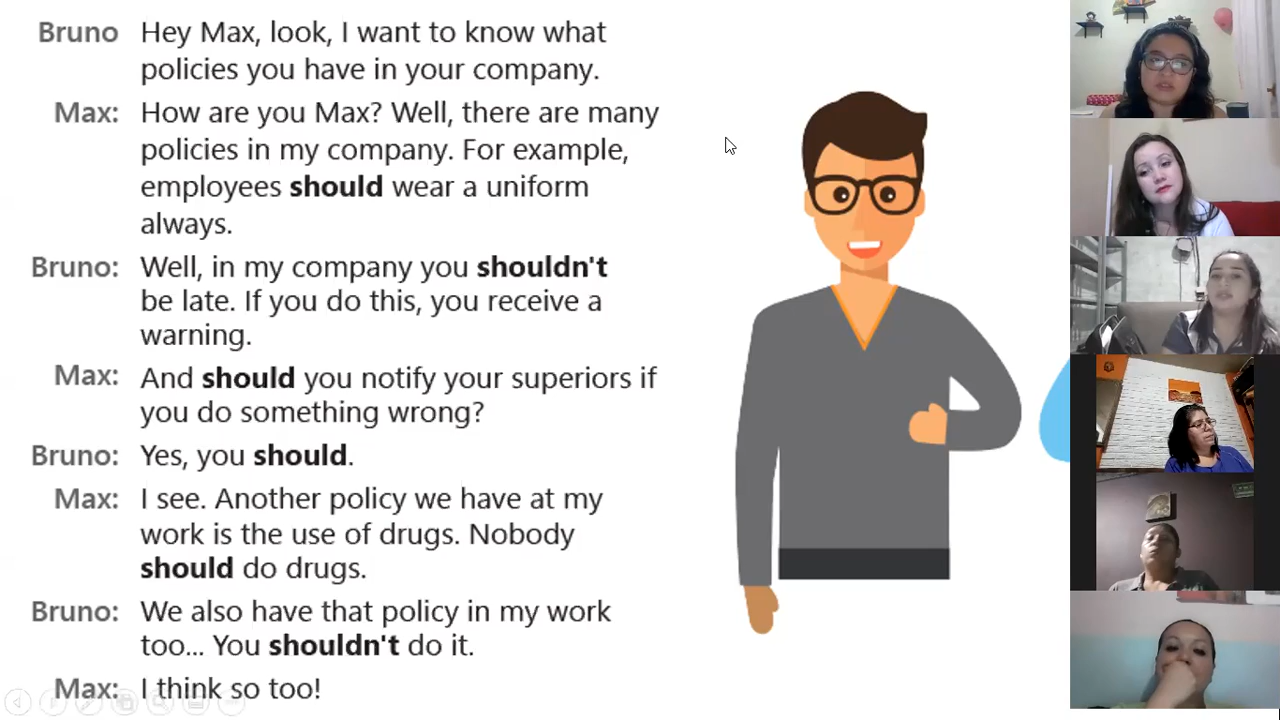 Bruno Hey Max, look, I want to know what
policies you have in your company.
Max: How are you Max? Well, there are many
policies in my company. For example,
employees should wear a uniform
always.
Bruno: Well, in my company you shouldn't
be late. If you do this, you receive a
warning.
Max: And should you notify your superiors if
you do something wrong?
Bruno: Yes, you should.
Max: I see. Another policy we have at my
work is the use of drugs. Nobody
should do drugs.
Bruno: We also have that policy in my work
too... You shouldn't do it.
Max: I think so too!